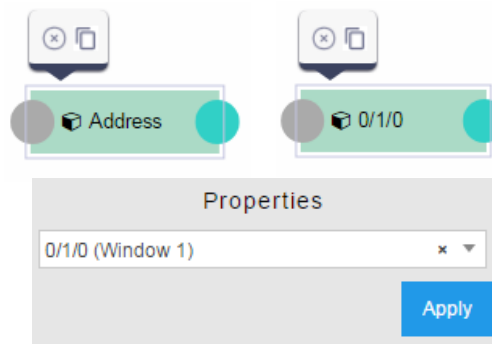 Address
0/1/0
Properties
0/1/0 (Window 1)
Apply